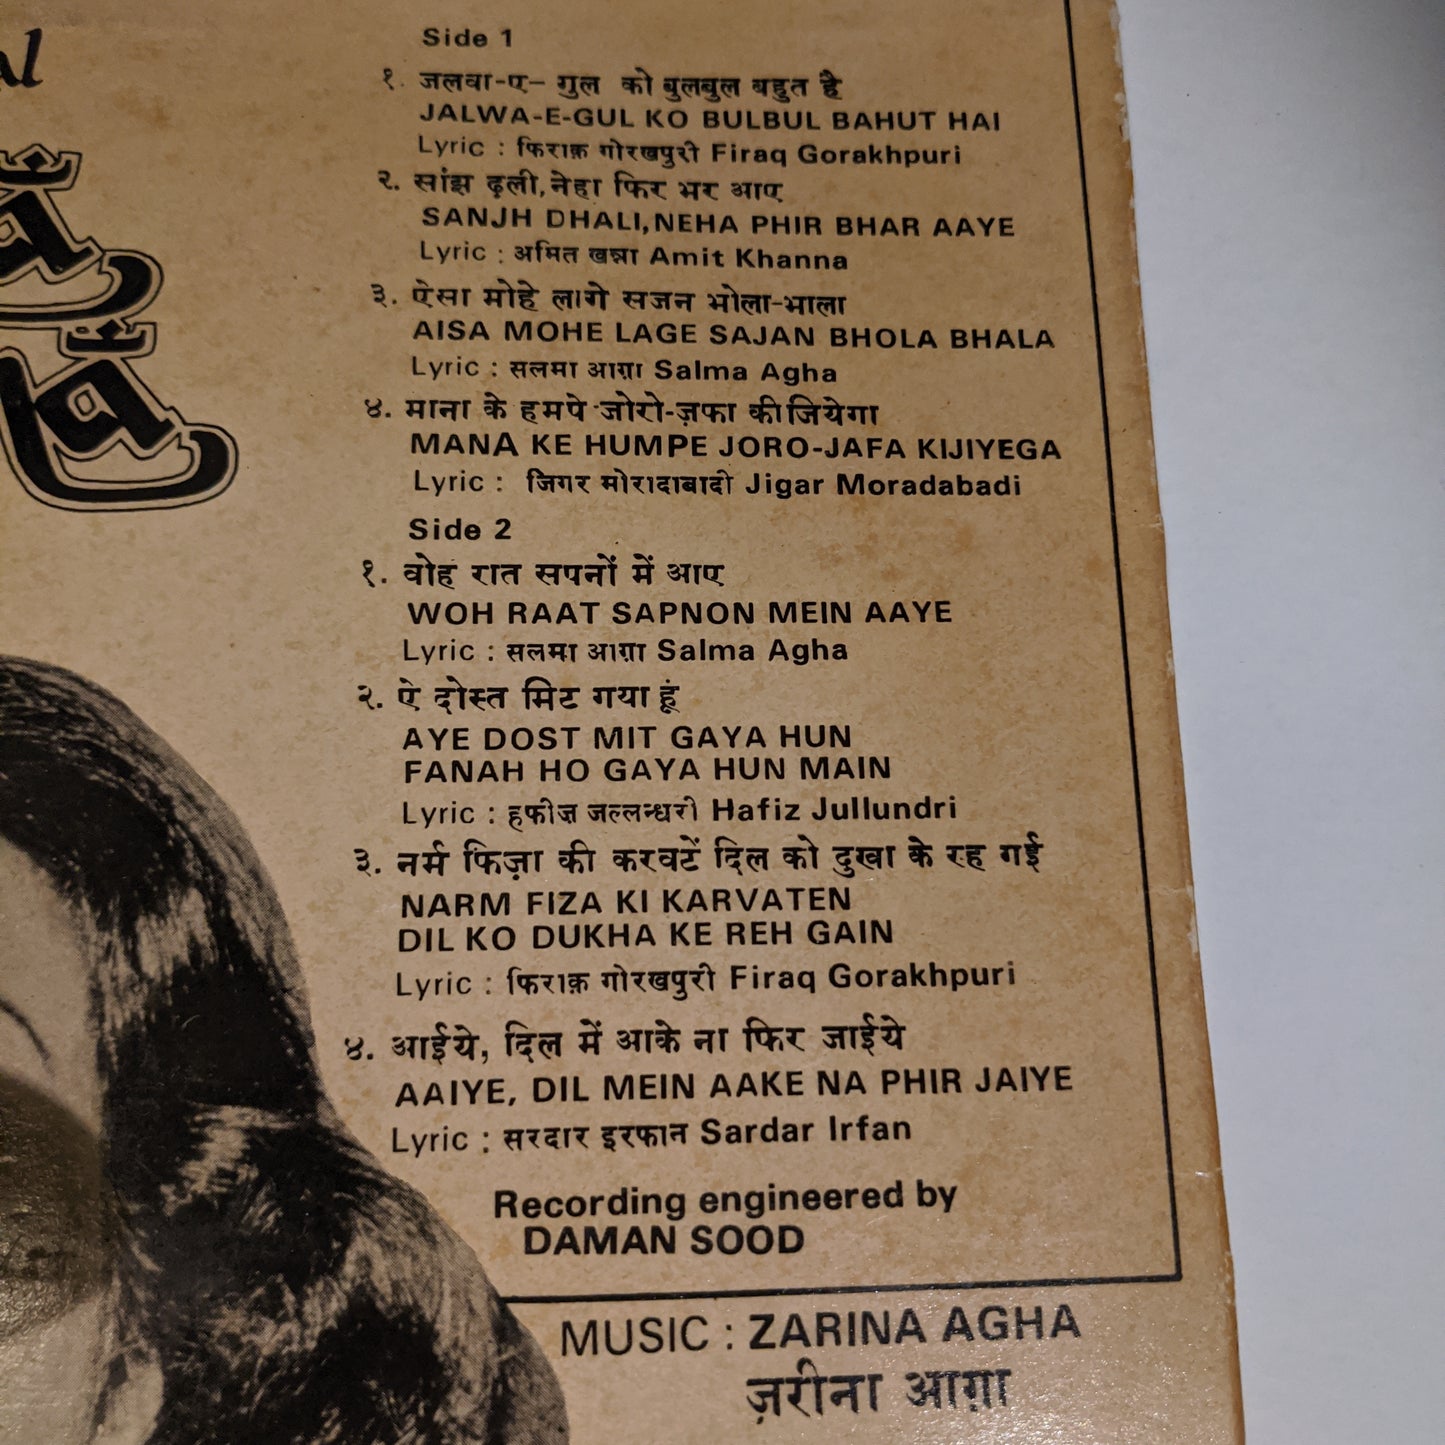 al
Side 1
१. जलवा-ए- गुल को बुलबुल बहुत है
JALWA-E-GUL KO BULBUL BAHUT HAI
Lyric : फिराक़ गोरखपुरी Firaq Gorakhpuri
२. सांझ ढ़ली, नेहा फिर भर आए
SANJH DHALI, NEHA PHIR BHAR AAYE
Lyric : अमित खन्ना Amit Khanna
३. ऐसा मोहे लागे सजन भोला-भाला
AISA MOHE LAGE SAJAN BHOLA BHALA
Lyric : सलमा आग़ा Salma Agha
४. माना के हमपे जोरो-ज़फा कीजियेगा
MANA KE HUMPE JORO-JAFA KIJIYEGA
Lyric : जिगर मोरादाबादी Jigar Moradabadi
Side 2
१. वोह रात सपनों में आए
WOH RAAT SAPNON MEIN AAYE
Lyric : सलमा आग़ा Salma Agha
२. ऐ दोस्त मिट गया हूं
AYE DOST MIT GAYA HUN
FANAH HO GAYA HUN MAIN
Lyric : हफीज़ जल्लन्धरी Hafiz Jullundri
३. नर्म फिज़ा की करवटें दिल को दुखा के रह गई
NARM FIZA KI KARVATEN
DIL KO DUKHA KE REH GAIN
Lyric : फिराक़ गोरखपुरी Firaq Gorakhpuri
४. आईये, दिल में आके ना फिर जाईये
AAIYE, DIL MEIN AAKE NA PHIR JAIYE
Lyric : सरदार इरफान Sardar Irfan
Recording engineered by
DAMAN SOOD
MUSIC : ZARINA AGHA
ज़रीना आग़ा